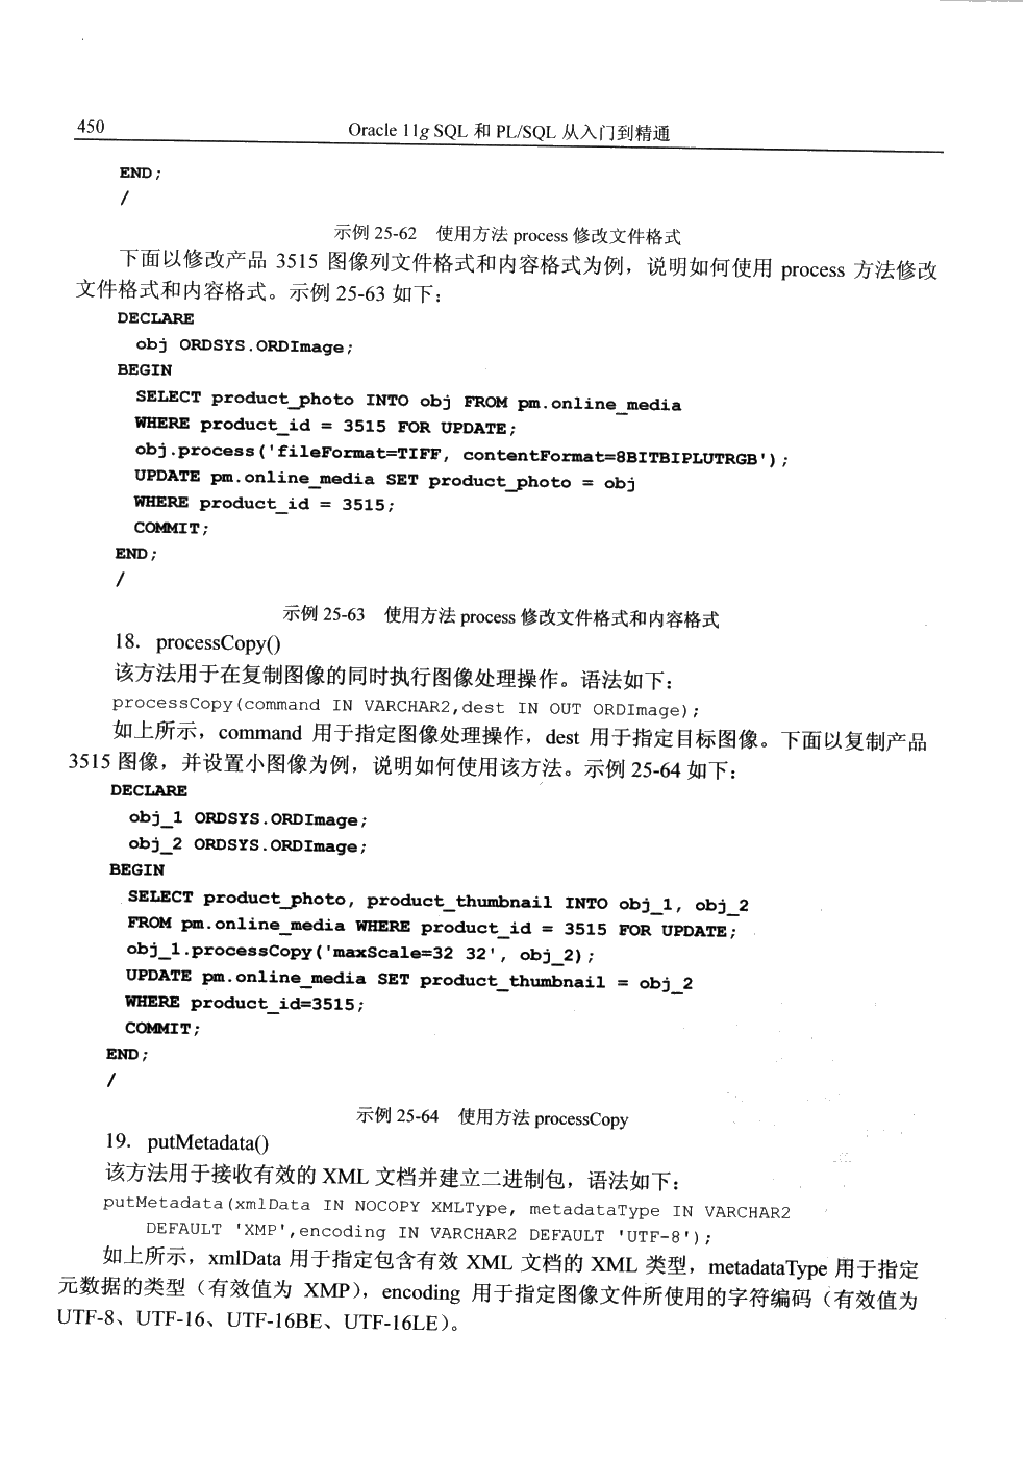 450
Oracle 11g SQL 和 PL/SQL 从入门到精通
END;
/
示例 25-62 使用方法 process 修改文件格式
下面以修改产品 3515 图像列文件格式和内容格式为例，说明如何使用 process 方法修改
文件格式和内容格式。示例 25-63 如下：
DECLARE
obj ORDSYS.ORDImage;
BEGIN
SELECT product_photo INTO obj FROM pm.online_media
WHERE product_id = 3515 FOR UPDATE;
obj.process('fileFormat=TIFF, contentFormat=8BITBIPLUTRGB');
UPDATE pm.online_media SET product_photo = obj
WHERE product_id = 3515;
COMMIT;
END;
/
示例 25-63 使用方法 process 修改文件格式和内容格式
18．processCopy()
该方法用于在复制图像的同时执行图像处理操作。语法如下：
processCopy(command IN VARCHAR2,dest IN OUT ORDImage);
如上所示，command 用于指定图像处理操作，dest 用于指定目标图像。下面以复制产品
3515 图像，并设置小图像为例，说明如何使用该方法。示例 25-64 如下：
DECLARE
obj_1 ORDSYS.ORDImage;
obj_2 ORDSYS.ORDImage;
BEGIN
SELECT product_photo, product_thumbnail INTO obj_1, obj_2
FROM pm.online_media WHERE product_id = 3515 FOR UPDATE;
obj_1.processCopy('maxScale=32 32', obj_2);
UPDATE pm.online_media SET product_thumbnail = obj_2
WHERE product_id=3515;
COMMIT;
END;
/
示例 25-64 使用方法 processCopy
19．putMetadata()
该方法用于接收有效的 XML 文档并建立二进制包，语法如下：
putMetadata(xmlData IN NOCOPY XMLType, metadataType IN VARCHAR2
DEFAULT 'XMP',encoding IN VARCHAR2 DEFAULT 'UTF-8');
如上所示，xmlData 用于指定包含有效 XML 文档的 XML 类型，metadataType 用于指定
元数据的类型（有效值为 XMP），encoding 用于指定图像文件所使用的字符编码（有效值为
UTF-8、UTF-16、UTF-16BE、UTF-16LE）。